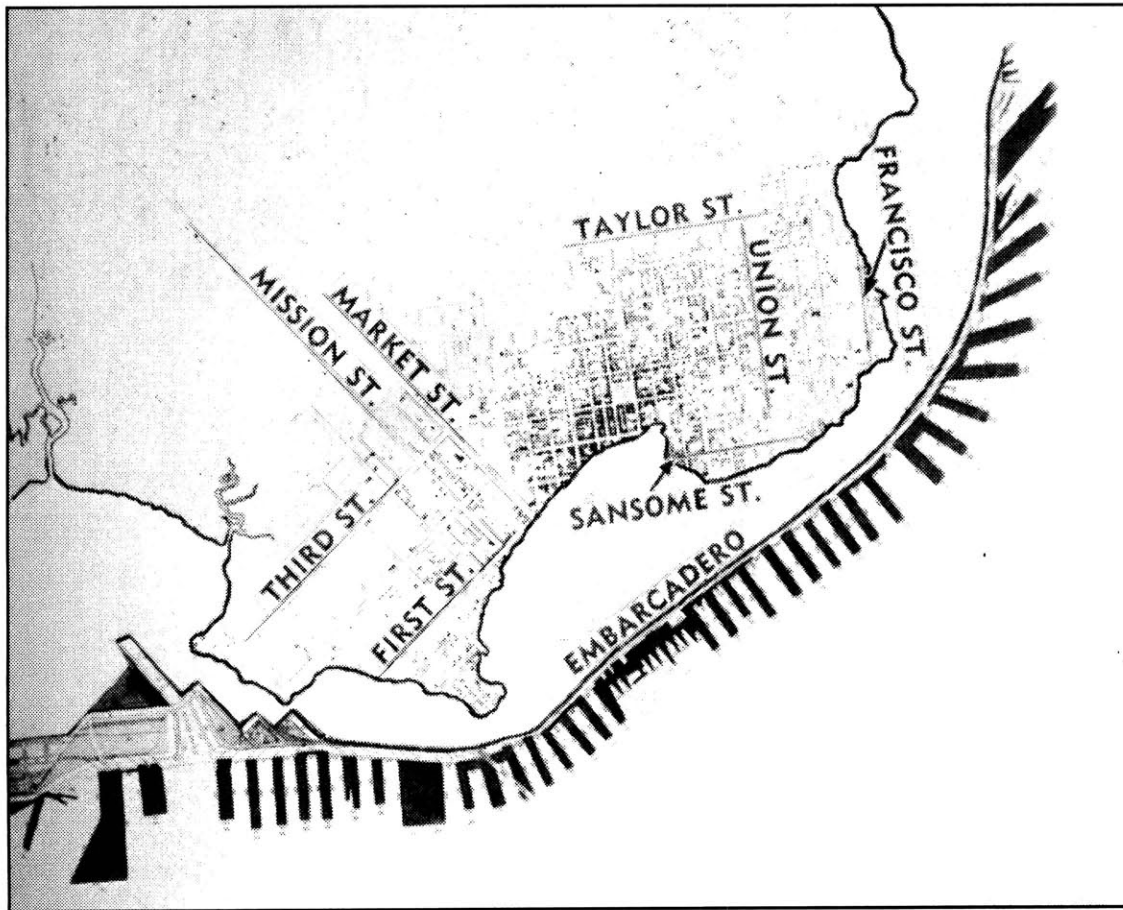 TAYLOR ST.
FRANCISCO ST.
UNION ST.
MARKET ST.
MISSION ST.
SANSOME ST.
THIRD ST.
FIRST ST.
EMBARCADERO